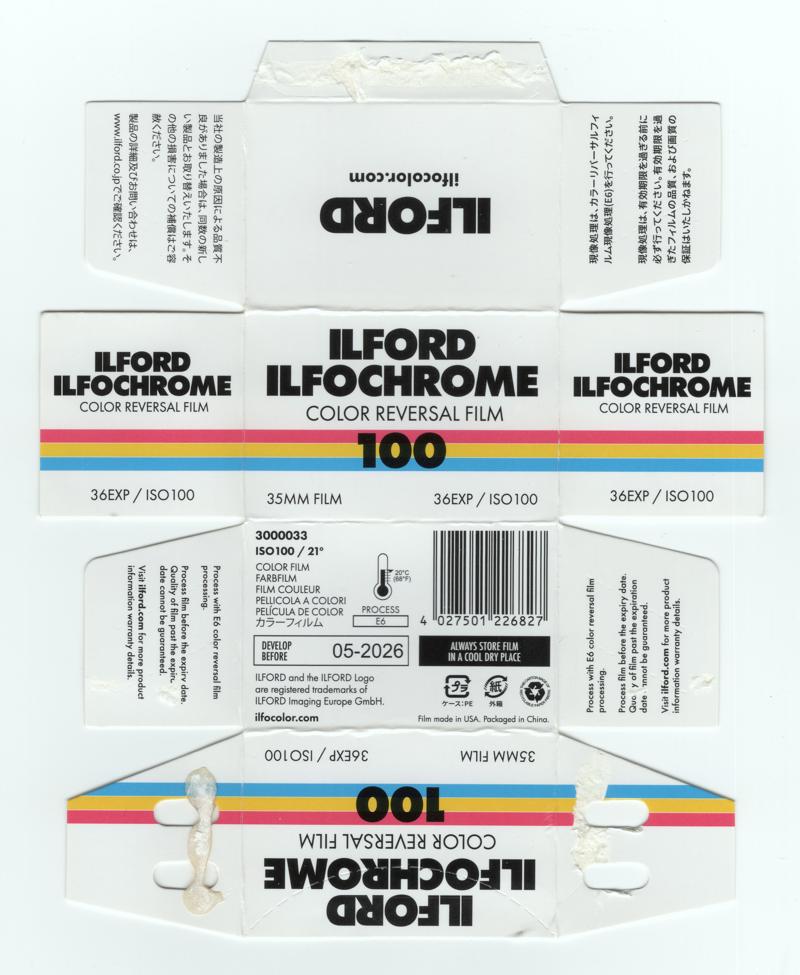 当社の製造上の原因による品質不
良がありました場合は、同数の新し
い製品とお取り替えいたします。そ
の他の損害についての補償はご容
赦ください。
製品の詳細及びお問い合わせは、
www.ilford.co.jpでご確認ください。
ILFORD
ilfocolor.com
現像処理は、カラーリバーサルフィ
ルム現像処理(E6)を行ってください。
現像処理は、有効期限を過ぎる前に
必ず行ってください。有効期限を過
ぎたフィルムの品質、および画質の
保証はいたしかねます。
ILFORD
ILFOCHROME
COLOR REVERSAL FILM
36EXP / ISO100
ILFORD
ILFOCHROME
COLOR REVERSAL FILM
100
35MM FILM
36EXP / ISO100
ILFORD
ILFOCHROME
COLOR REVERSAL FILM
36EXP / ISO100
Process with E6 color reversal film
processing.
Process film before the expiry date.
Quality of film past the expiration
date cannot be guaranteed.
Visit ilford.com for more product
information warranty details.
3000033
ISO100 / 21°
COLOR FILM
FARBFILM
FILM COULEUR
PELLICOLA A COLORI
PELÍCULA DE COLOR
カラーフィルム
20°C
(68°F)
PROCESS
E6
4 027501 226827
DEVELOP
BEFORE
05-2026
ALWAYS STORE FILM
IN A COOL DRY PLACE
ILFORD and the ILFORD Logo
are registered trademarks of
ILFORD Imaging Europe GmbH.
ilfocolor.com
プラ
ケース:PE
紙
外箱
Film made in USA. Packaged in China.
Process with E6 color reversal film
processing.
Process film before the expiry date.
Qua y of film past the expiration
date nnot be guaranteed.
Visit ilford.com for more product
information warranty details.
ILFORD
ILFOCHROME
COLOR REVERSAL FILM
100
35MM FILM
36EXP / ISO100